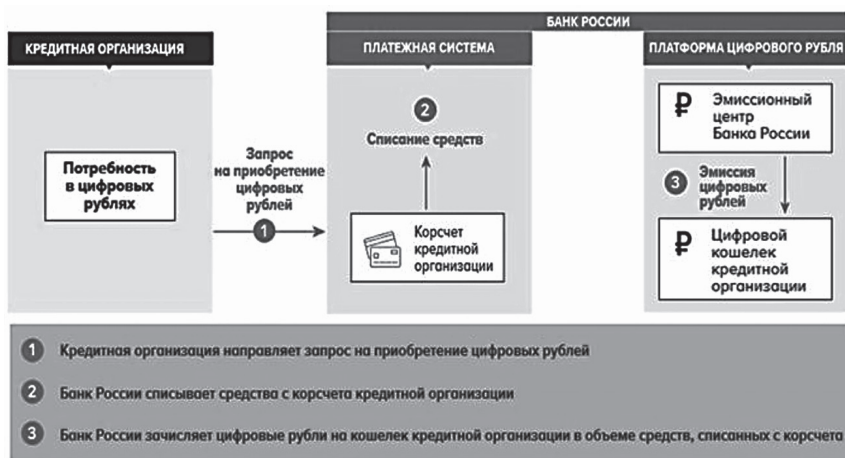 БАНК РОССИИ
КРЕДИТНАЯ ОРГАНИЗАЦИЯ
ПЛАТЕЖНАЯ СИСТЕМА
ПЛАТФОРМА ЦИФРОВОГО РУБЛЯ
Потребность
в цифровых
рублях
Запрос
на приобретение
цифровых
рублей
1
2
Списание средств
Корсчет
кредитной
организации
₽
Эмиссионный
центр
Банка России
3
Эмиссия
цифровых
рублей
₽
Цифровой
кошелек
кредитной
организации
1 Кредитная организация направляет запрос на приобретение цифровых рублей
2 Банк России списывает средства с корсчета кредитной организации
3 Банк России зачисляет цифровые рубли на кошелек кредитной организации в объеме средств, списанных с корсчета